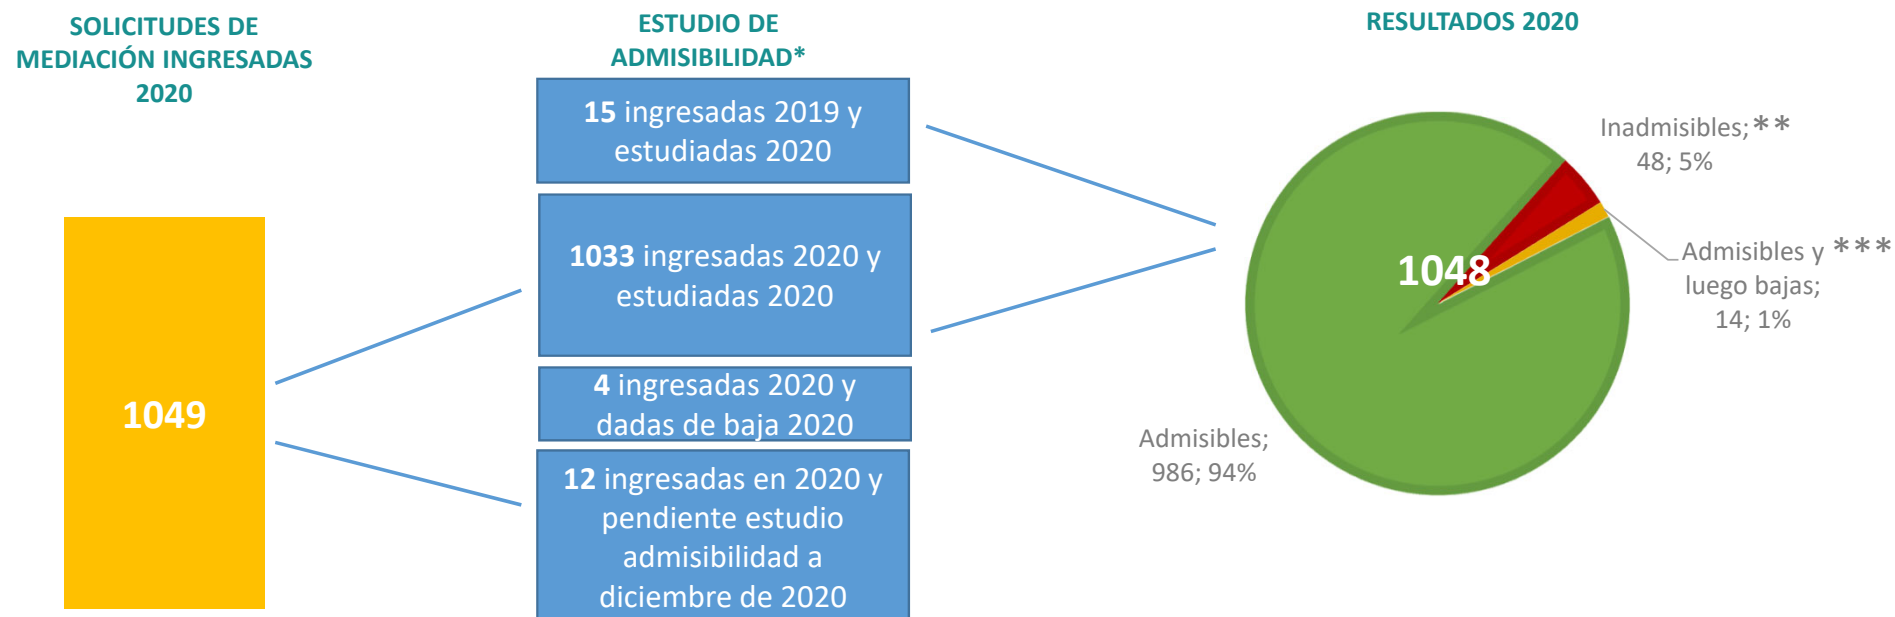 SOLICITUDES DE
MEDIACIÓN INGRESADAS
2020
1049
ESTUDIO DE
ADMISIBILIDAD*
15 ingresadas 2019 y
estudiadas 2020
1033 ingresadas 2020 y
estudiadas 2020
4 ingresadas 2020 y
dadas de baja 2020
12 ingresadas en 2020 y
pendiente estudio
admisibilidad a
diciembre de 2020
RESULTADOS 2020
Inadmisibles;**
48; 5%
1048
Admisibles y ***
luego bajas;
14; 1%
Admisibles;
986; 94%